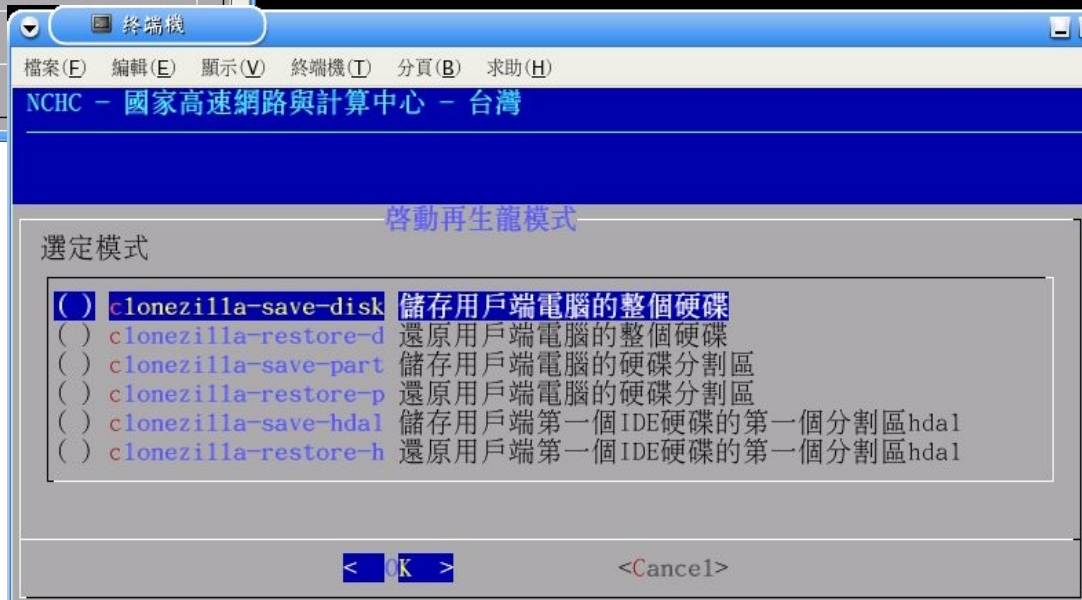 終端機
檔案(F) 編輯(E) 顯示(V) 終端機(T) 分頁(B) 求助(H)
NCHC - 國家高速網路與計算中心 - 台灣
啓動再生龍模式
選定模式
( ) clonezilla-save-disk 儲存用戶端電腦的整個硬碟
( ) clonezilla-restore-d 還原用戶端電腦的整個硬碟
( ) clonezilla-save-part 儲存用戶端電腦的硬碟分割區
( ) clonezilla-restore-p 還原用戶端電腦的硬碟分割區
( ) clonezilla-save-hda1 儲存用戶端第一個IDE硬碟的第一個分割區hda1
( ) clonezilla-restore-h 還原用戶端第一個IDE硬碟的第一個分割區hda1
< OK > <Cancel>